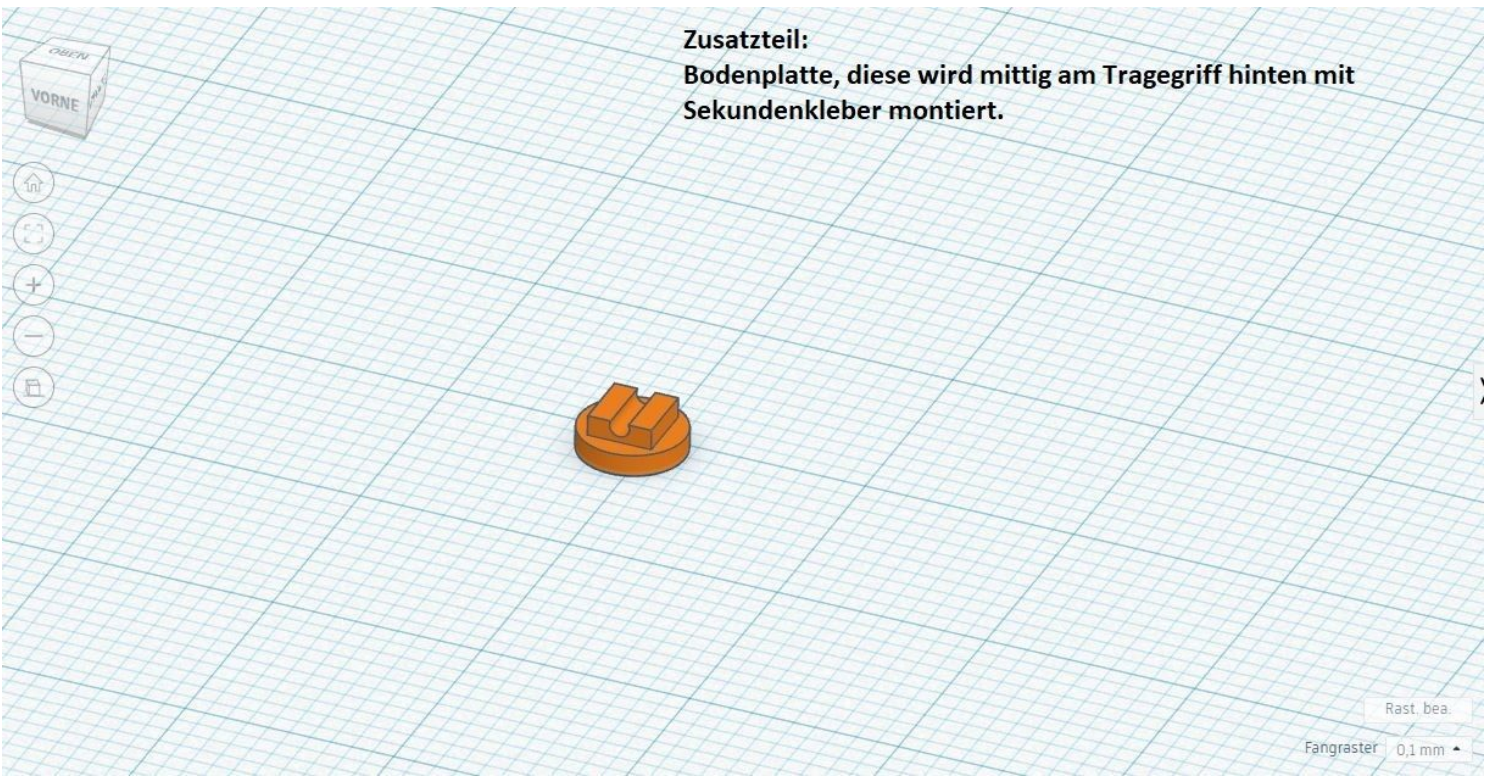 OBEN
VORNE
Zusatzteil:
Bodenplatte, diese wird mittig am Tragegriff hinten mit
Sekundenkleber montiert.
Rast. bea.
Fangraster 0,1 mm